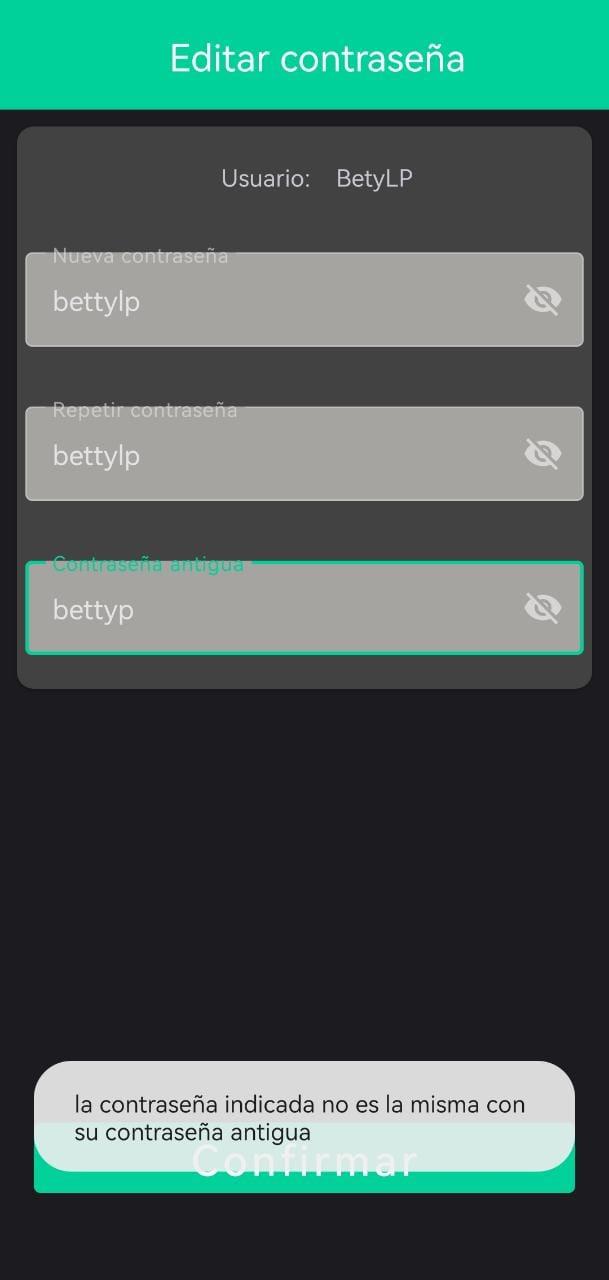 Editar contraseña
Usuario: BetyLP
Nueva contraseña
bettylp
Repetir contraseña
bettylp
Contraseña antigua
bettyp
la contraseña indicada no es la misma con
su contraseña antigua
Confirmar